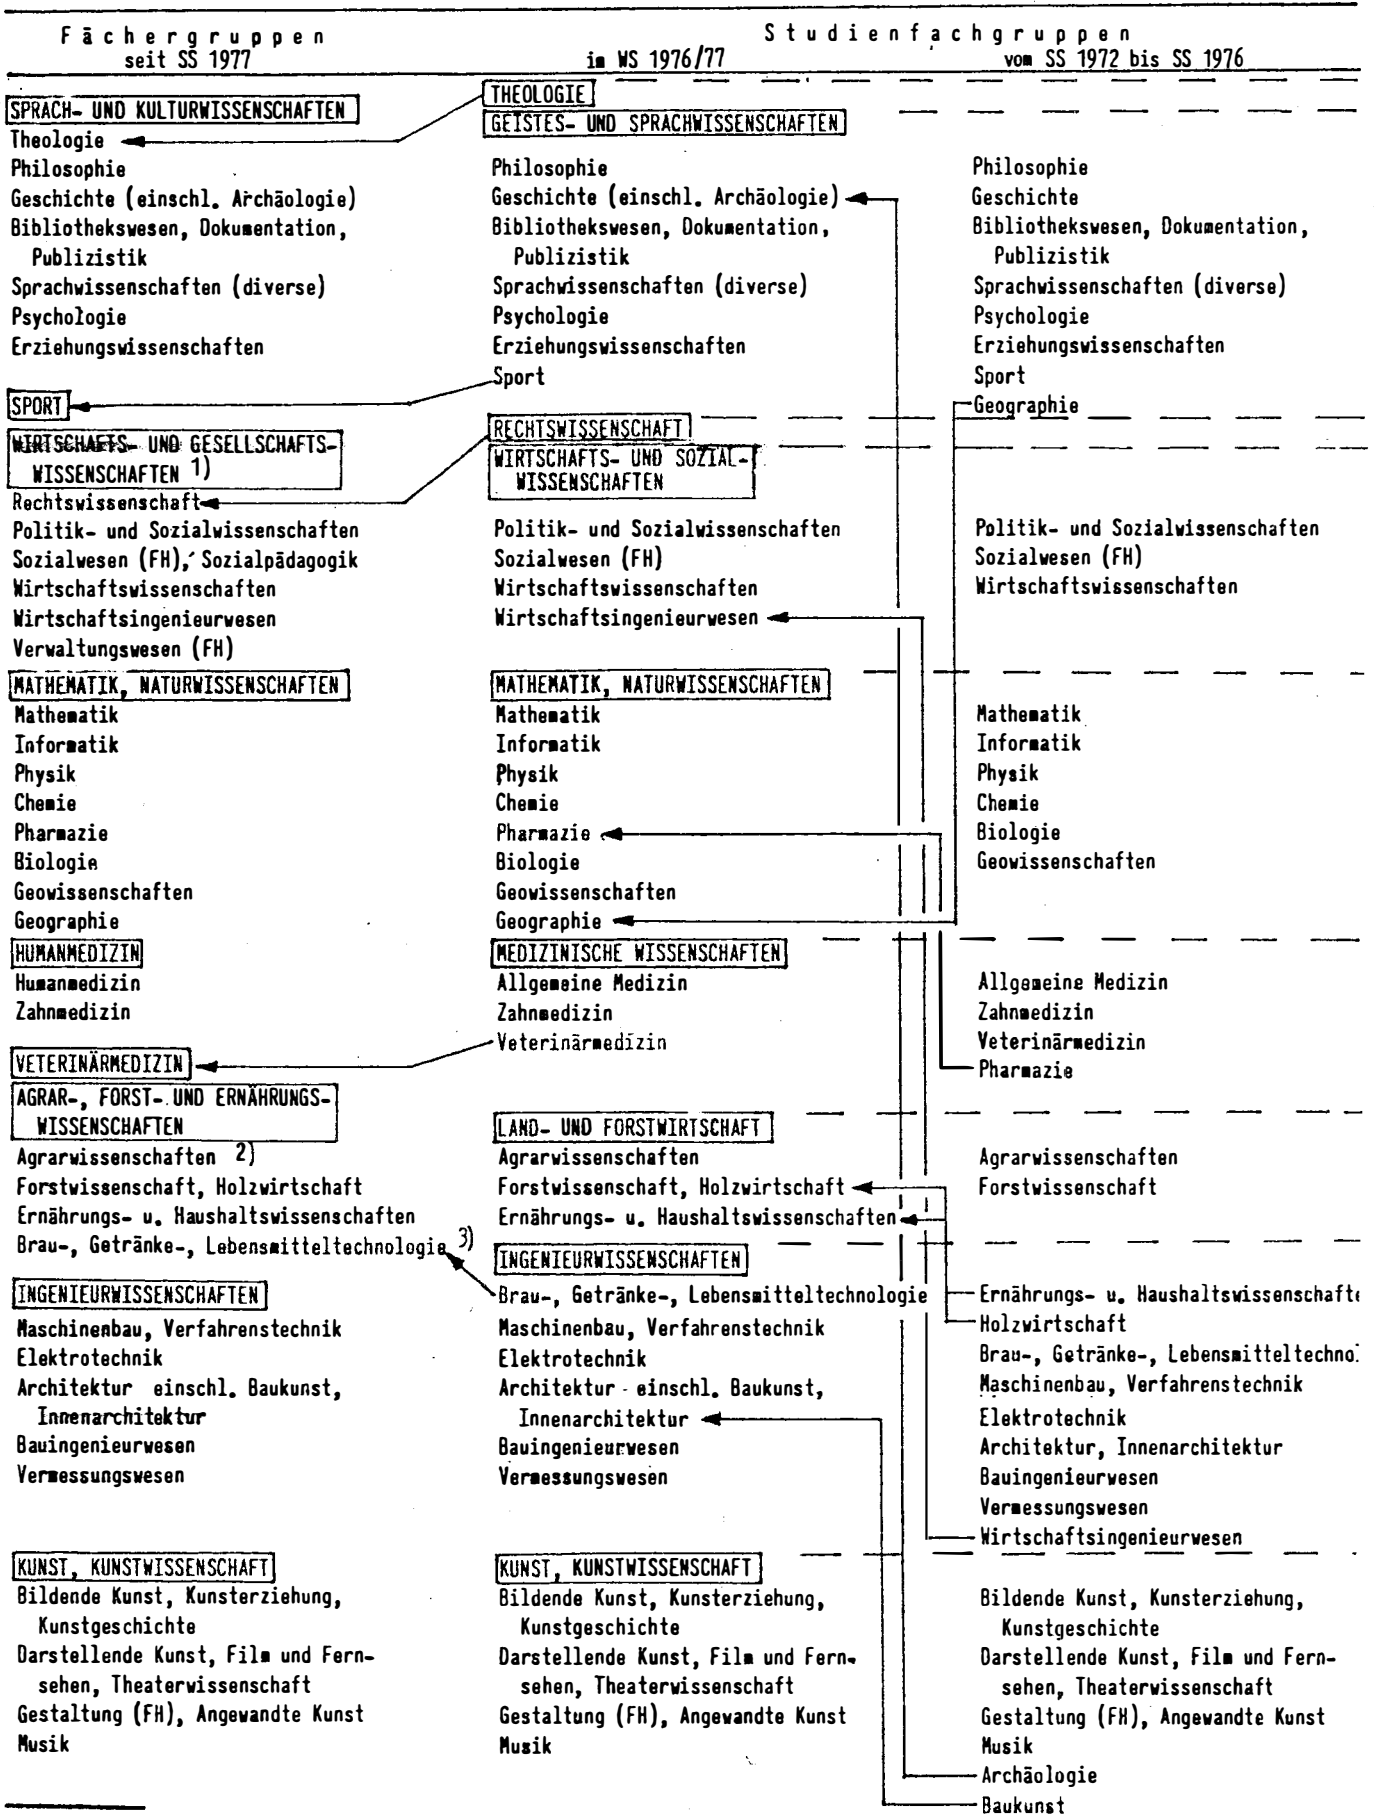 Fächergruppen
seit SS 1977
Studienfachgruppen
im WS 1976/77
vom SS 1972 bis SS 1976
SPRACH- UND KULTURWISSENSCHAFTEN
Theologie
Philosophie
Geschichte (einschl. Archäologie)
Bibliothekswesen, Dokumentation,
Publizistik
Sprachwissenschaften (diverse)
Psychologie
Erziehungswissenschaften
SPORT
WIRTSCHAFTS- UND GESELLSCHAFTS-
WISSENSCHAFTEN 1)
Rechtswissenschaft
Politik- und Sozialwissenschaften
Sozialwesen (FH), Sozialpädagogik
Wirtschaftswissenschaften
Wirtschaftsingenieurwesen
Verwaltungswesen (FH)
MATHEMATIK, NATURWISSENSCHAFTEN
Mathematik
Informatik
Physik
Chemie
Pharmazie
Biologie
Geowissenschaften
Geographie
HUMANMEDIZIN
Humanmedizin
Zahnmedizin
VETERINÄRMEDIZIN
AGRAR-, FORST- UND ERNÄHRUNGS-
WISSENSCHAFTEN
Agrarwissenschaften 2)
Forstwissenschaft, Holzwirtschaft
Ernährungs- u. Haushaltswissenschaften
Brau-, Getränke-, Lebensmitteltechnologie 3)
INGENIEURWISSENSCHAFTEN
Maschinenbau, Verfahrenstechnik
Elektrotechnik
Architektur einschl. Baukunst,
Innenarchitektur
Bauingenieurwesen
Vermessungswesen
KUNST, KUNSTWISSENSCHAFT
Bildende Kunst, Kunsterziehung,
Kunstgeschichte
Darstellende Kunst, Film und Fern-
sehen, Theaterwissenschaft
Gestaltung (FH), Angewandte Kunst
Musik
THEOLOGIE
GEISTES- UND SPRACHWISSENSCHAFTEN
Philosophie
Geschichte (einschl. Archäologie)
Bibliothekswesen, Dokumentation,
Publizistik
Sprachwissenschaften (diverse)
Psychologie
Erziehungswissenschaften
Sport
RECHTSWISSENSCHAFT
WIRTSCHAFTS- UND SOZIAL-
WISSENSCHAFTEN
Politik- und Sozialwissenschaften
Sozialwesen (FH)
Wirtschaftswissenschaften
Wirtschaftsingenieurwesen
MATHEMATIK, NATURWISSENSCHAFTEN
Mathematik
Informatik
Physik
Chemie
Pharmazie
Biologie
Geowissenschaften
Geographie
MEDIZINISCHE WISSENSCHAFTEN
Allgemeine Medizin
Zahnmedizin
Veterinärmedizin
LAND- UND FORSTWIRTSCHAFT
Agrarwissenschaften
Forstwissenschaft, Holzwirtschaft
Ernährungs- u. Haushaltswissenschaften
INGENIEURWISSENSCHAFTEN
Brau-, Getränke-, Lebensmitteltechnologie
Maschinenbau, Verfahrenstechnik
Elektrotechnik
Architektur einschl. Baukunst,
Innenarchitektur
Bauingenieurwesen
Vermessungswesen
KUNST, KUNSTWISSENSCHAFT
Bildende Kunst, Kunsterziehung,
Kunstgeschichte
Darstellende Kunst, Film und Fern-
sehen, Theaterwissenschaft
Gestaltung (FH), Angewandte Kunst
Musik
Philosophie
Geschichte
Bibliothekswesen, Dokumentation,
Publizistik
Sprachwissenschaften (diverse)
Psychologie
Erziehungswissenschaften
Sport
Geographie
Politik- und Sozialwissenschaften
Sozialwesen (FH)
Wirtschaftswissenschaften
Mathematik
Informatik
Physik
Chemie
Biologie
Geowissenschaften
Allgemeine Medizin
Zahnmedizin
Veterinärmedizin
Pharmazie
Agrarwissenschaften
Forstwissenschaft
Ernährungs- u. Haushaltswissenschafte
Holzwirtschaft
Brau-, Getränke-, Lebensmitteltechno
Maschinenbau, Verfahrenstechnik
Elektrotechnik
Architektur, Innenarchitektur
Bauingenieurwesen
Vermessungswesen
Wirtschaftsingenieurwesen
Bildende Kunst, Kunsterziehung,
Kunstgeschichte
Darstellende Kunst, Film und Fern-
sehen, Theaterwissenschaft
Gestaltung (FH), Angewandte Kunst
Musik
Archäologie
Baukunst